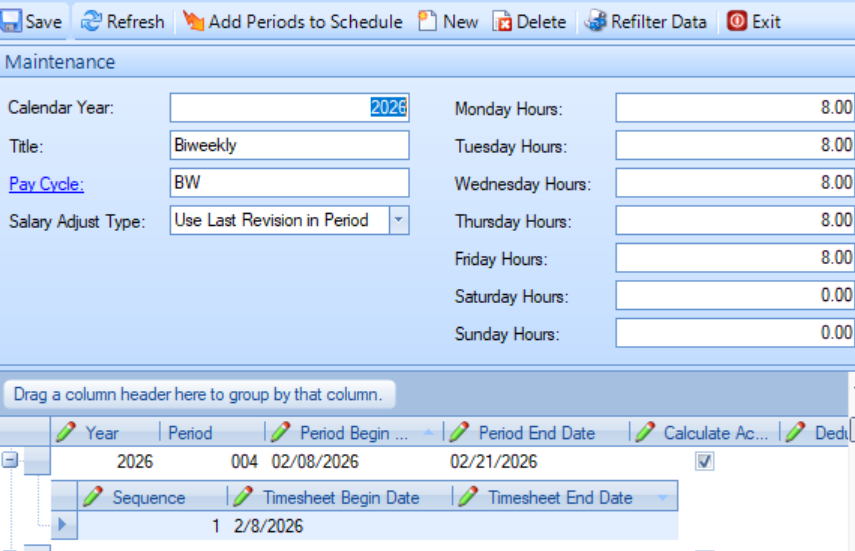 Save Refresh Add Periods to Schedule New Delete Refilter Data Exit
Maintenance
Calendar Year: 2026 Monday Hours: 8.00
Title: Biweekly Tuesday Hours: 8.00
Pay Cycle: BW Wednesday Hours: 8.00
Salary Adjust Type: Use Last Revision in Period Thursday Hours: 8.00
Friday Hours: 8.00
Saturday Hours: 0.00
Sunday Hours: 0.00
Drag a column header here to group by that column.
Year Period Period Begin ... Period End Date Calculate Ac... Dedu
2026 004 02/08/2026 02/21/2026
Sequence Timesheet Begin Date Timesheet End Date
1 2/8/2026